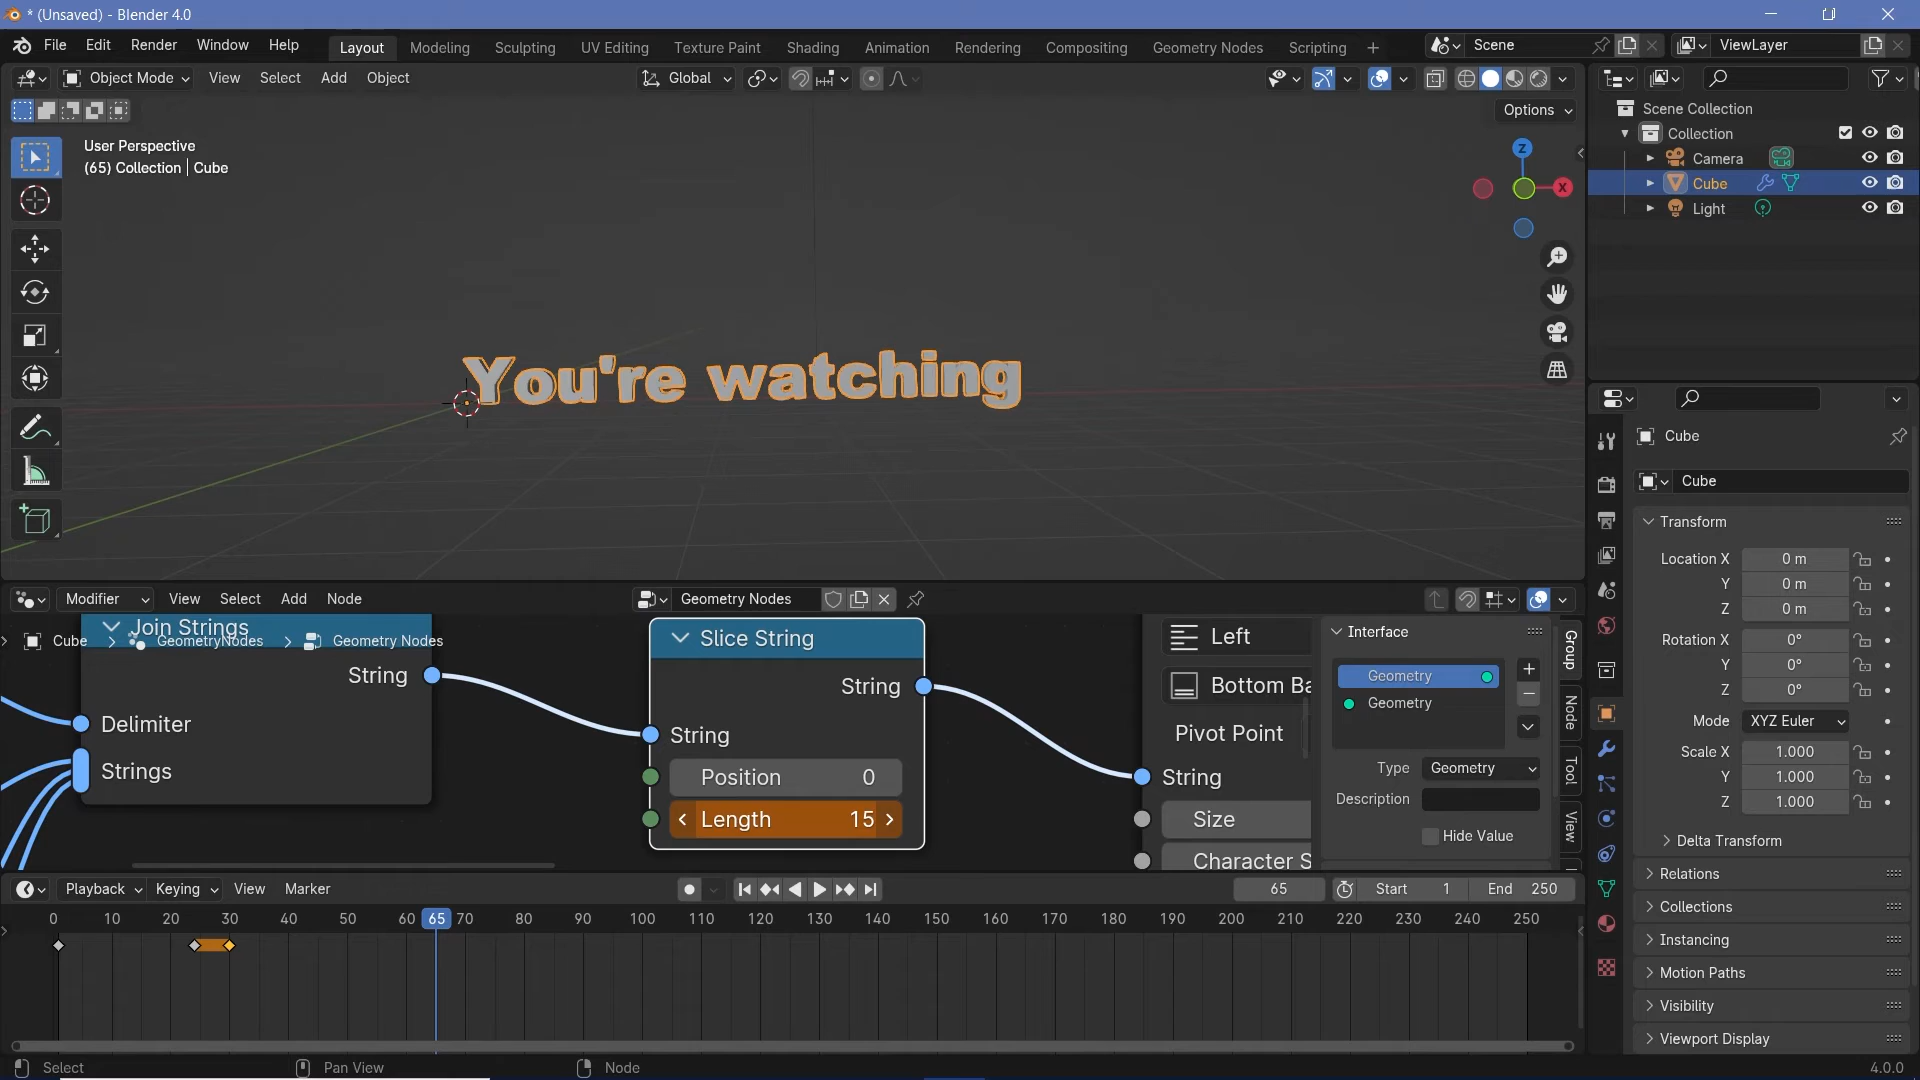 * (Unsaved) - Blender 4.0
File Edit Render Window Help Layout Modeling Sculpting UV Editing Texture Paint Shading Animation Rendering Compositing Geometry Nodes Scripting + Scene ViewLayer
Object Mode View Select Add Object Global
Options
User Perspective
(65) Collection | Cube
Z
X
You're watching
Scene Collection
Collection
Camera
Cube
Light
Cube
Cube
Transform
Location X 0 m
Y 0 m
Z 0 m
Rotation X 0°
Y 0°
Z 0°
Mode XYZ Euler
Scale X 1.000
Y 1.000
Z 1.000
Delta Transform
Relations
Collections
Instancing
Motion Paths
Visibility
Viewport Display
Modifier View Select Add Node Geometry Nodes
Join Strings
Cube > GeometryNodes > Geometry Nodes
String
Delimiter
Strings
Slice String
String
String
Position 0
Length 15
Left
Bottom Ba
Pivot Point
String
Size
Character S
Interface
Geometry
Geometry
Type Geometry
Description
Hide Value
Group
Node
Tool
View
Playback Keying View Marker 65 Start 1 End 250
0 10 20 30 40 50 60 65 70 80 90 100 110 120 130 140 150 160 170 180 190 200 210 220 230 240 250
Select Pan View Node 4.0.0